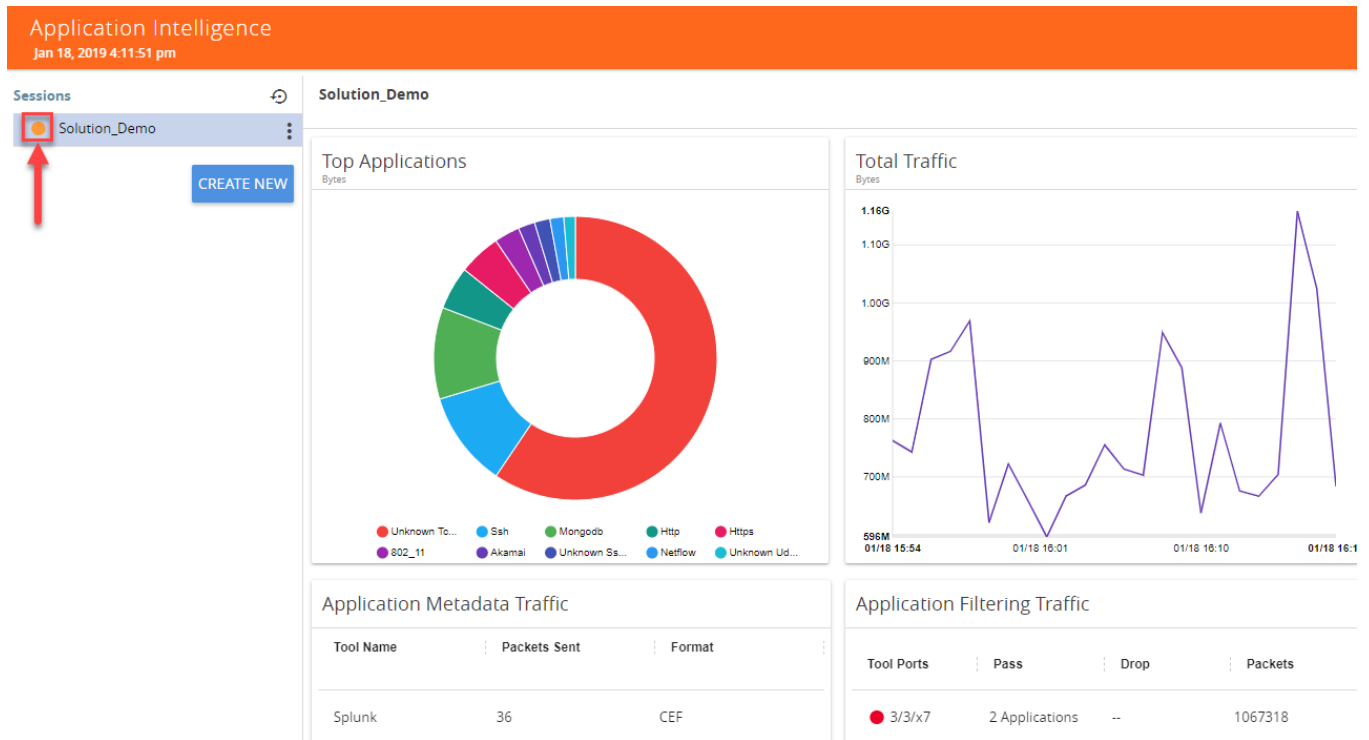 Application Intelligence
Jan 18, 2019 4:11:51 pm
Sessions
Solution_Demo
CREATE NEW
Solution_Demo
Top Applications
Bytes
Unknown Tc...
Ssh
Mongodb
Http
Https
802_11
Akamai
Unknown Ss...
Netflow
Unknown Ud...
Total Traffic
Bytes
1.16G
1.10G
1.00G
900M
800M
700M
596M
01/18 15:54
01/18 16:01
01/18 16:10
01/18 16:1
Application Metadata Traffic
Tool Name Packets Sent Format
Splunk 36 CEF
Application Filtering Traffic
Tool Ports Pass Drop Packets
3/3/x7 2 Applications -- 1067318